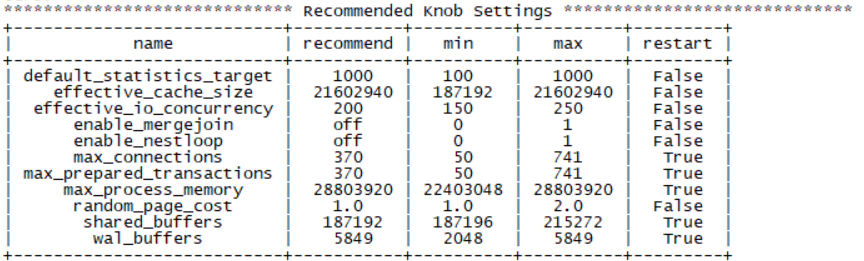 ***************************** Recommended Knob Settings *****************************
+----------------------------+-----------+----------+----------+---------+
| name | recommend | min | max | restart |
+----------------------------+-----------+----------+----------+---------+
| default_statistics_target | 1000 | 100 | 1000 | False |
| effective_cache_size | 21602940 | 187192 | 21602940 | False |
| effective_io_concurrency | 200 | 150 | 250 | False |
| enable_mergejoin | off | 0 | 1 | False |
| enable_nestloop | off | 0 | 1 | False |
| max_connections | 370 | 50 | 741 | True |
| max_prepared_transactions | 370 | 50 | 741 | True |
| max_process_memory | 28803920 | 22403048 | 28803920 | True |
| random_page_cost | 1.0 | 1.0 | 2.0 | False |
| shared_buffers | 187192 | 187196 | 215272 | True |
| wal_buffers | 5849 | 2048 | 5849 | True |
+----------------------------+-----------+----------+----------+---------+